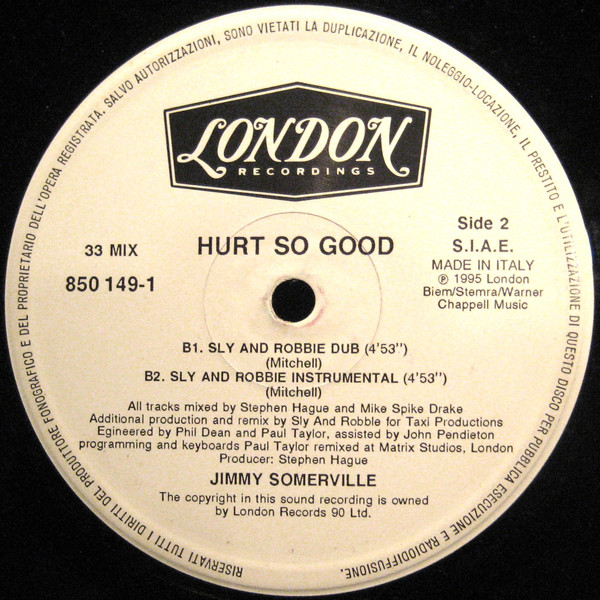 RISERVATI TUTTI I DIRITTI DEL PRODUTTORE FONOGRAFICO E DEL PROPRIETARIO DELL'OPERA REGISTRATA. SALVO AUTORIZZAZIONI, SONO VIETATI LA DUPLICAZIONE, IL NOLEGGIO-LOCAZIONE, IL PRESTITO E L'UTILIZZAZIONE DI QUESTO DISCO PER PUBBLICA ESECUZIONE E RADIODIFFUSIONE.
LONDON
RECORDINGS
33 MIX
850 149-1
HURT SO GOOD
Side 2
S.I.A.E.
MADE IN ITALY
℗ 1995 London
Biem/Stemra/Warner
Chappell Music
B1. SLY AND ROBBIE DUB (4'53")
(Mitchell)
B2. SLY AND ROBBIE INSTRUMENTAL (4'53")
(Mitchell)
All tracks mixed by Stephen Hague and Mike Spike Drake
Additional production and remix by Sly And Robble for Taxi Productions
Egineered by Phil Dean and Paul Taylor, assisted by John Pendieton
programming and keyboards Paul Taylor remixed at Matrix Studios, London
Producer: Stephen Hague
JIMMY SOMERVILLE
The copyright in this sound recording is owned
by London Records 90 Ltd.